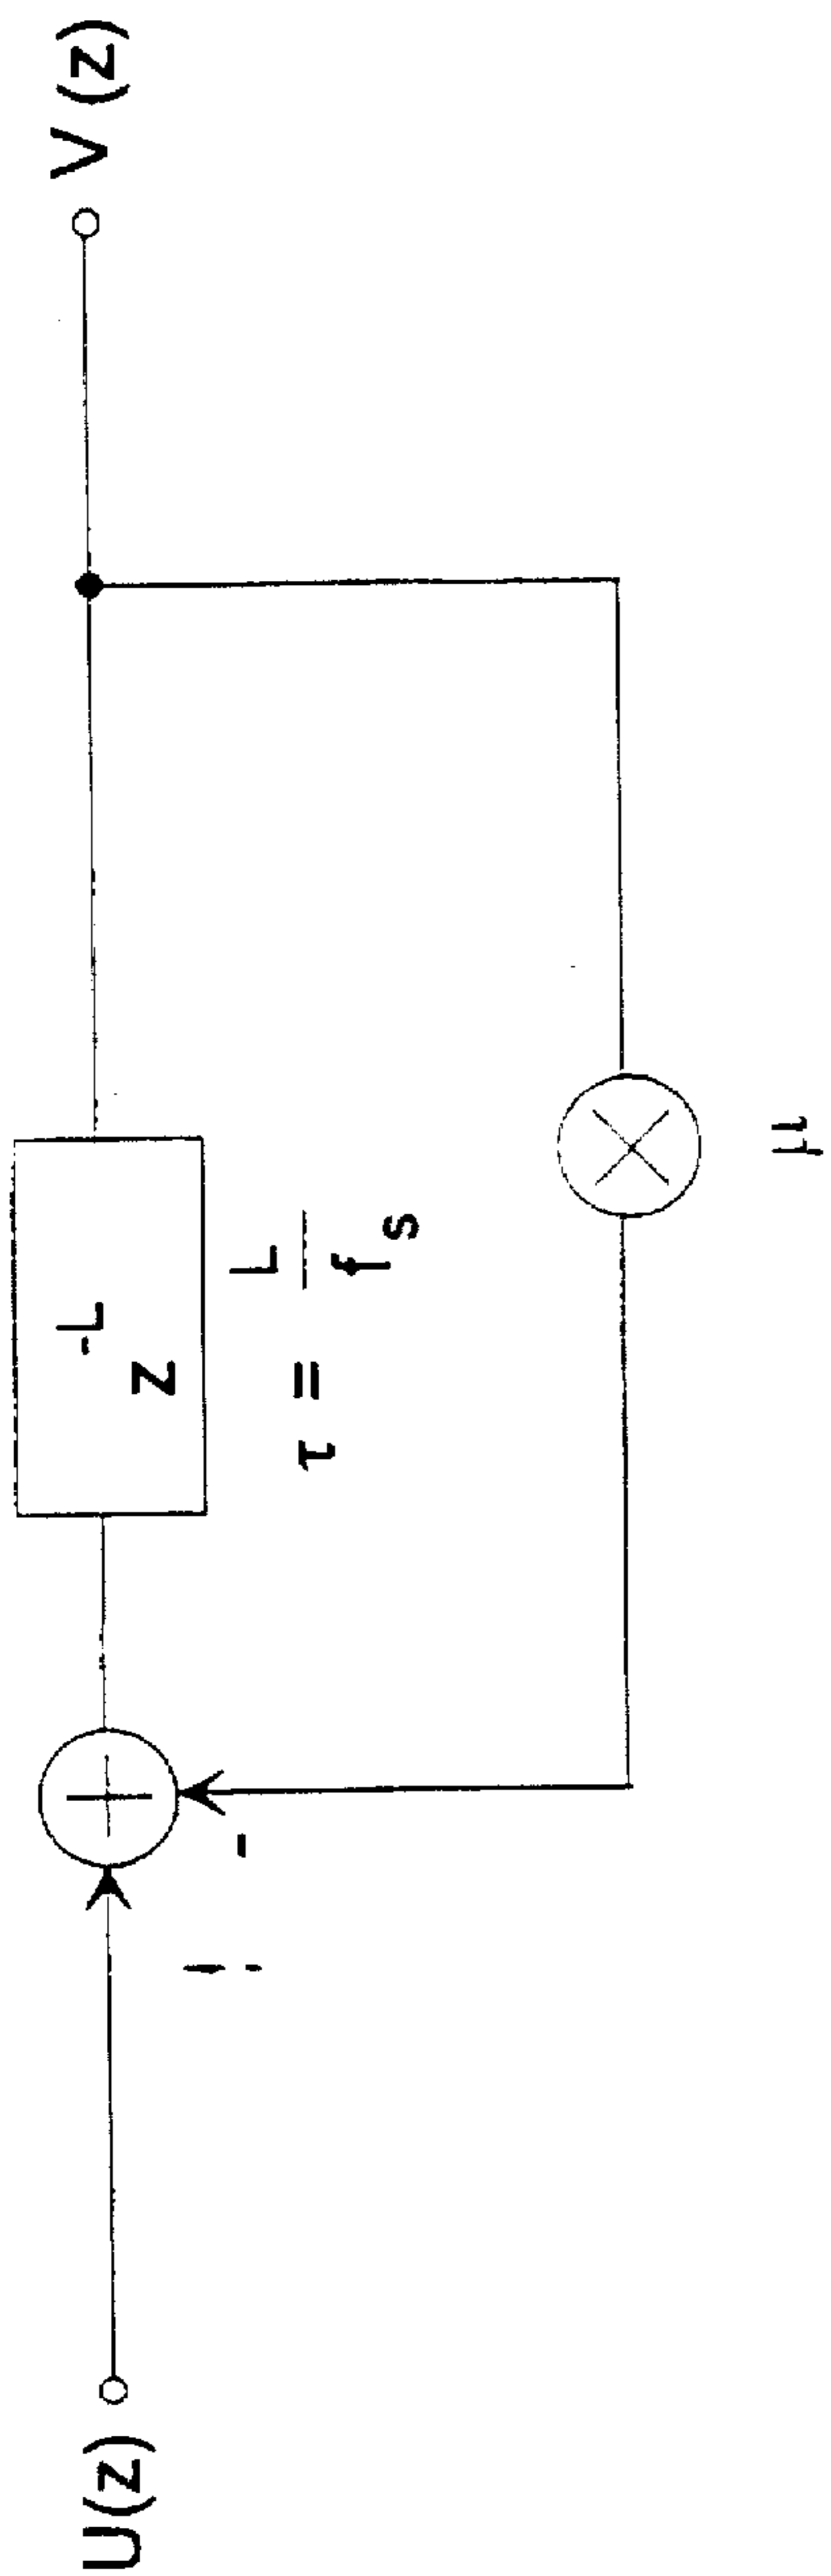 U(z)
V (z)
z^-L
τ = L/f_s
-
μ